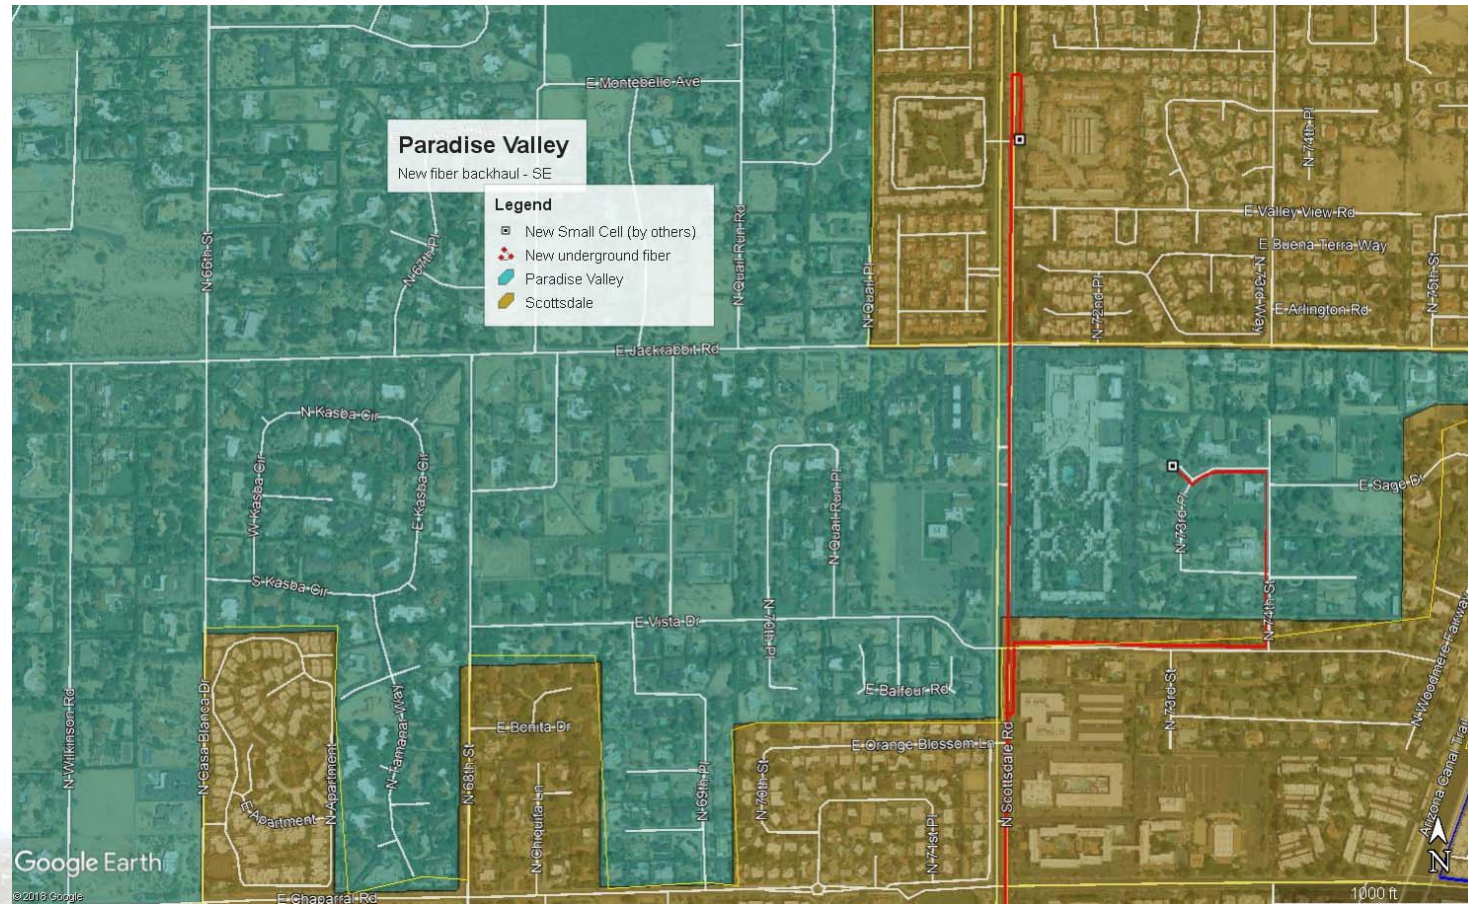 E Montebello Ave
Paradise Valley
New fiber backhaul - SE
Legend
New Small Cell (by others)
New underground fiber
Paradise Valley
Scottsdale
N 74th Pl
E Valley View Rd
E Buena Terra Way
N 66th St
N 67th Pl
N Quail Run Rd
N Quail Pl
N 72nd Pl
N 73rd Way
E Arlington Rd
N 75th St
E Jackrabbit Rd
N Kasba Cir
W Kasba Cir
E Kasba Cir
S Kasba Cir
N Quail Run Pl
N 73rd Pl
E Sage Dr
E Vista Dr
N 70th Pl
N 74th St
E Balfour Rd
N Wilkinson Rd
N Casa Blanca Dr
N Apartment
E Apartment
N Tamanar Way
N 68th St
E Bonita Dr
N Chiquita Ln
N 69th Pl
N 70th St
E Orange Blossom Ln
N 71st Pl
N Scottsdale Rd
N 73rd St
N Woodmere Fairway
Arizona Canal Trail
E Chaparral Rd
Google Earth
©2018 Google
N
1000 ft